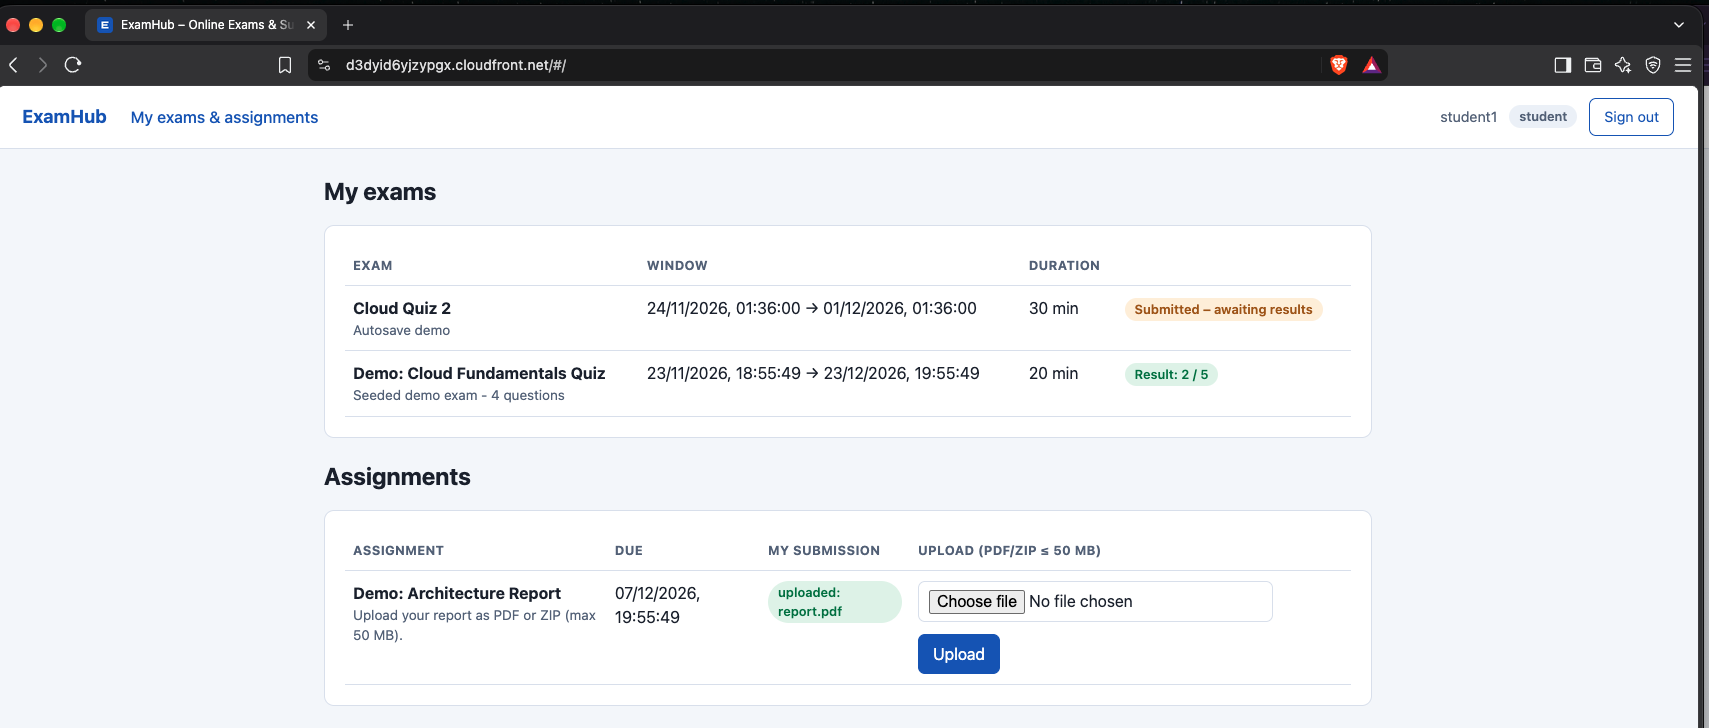 ExamHub – Online Exams & Su
d3dyid6yjzypgx.cloudfront.net/#/
ExamHub
My exams & assignments
student1
student
Sign out
My exams
EXAM
WINDOW
DURATION
Cloud Quiz 2
24/11/2026, 01:36:00 → 01/12/2026, 01:36:00
30 min
Submitted – awaiting results
Autosave demo
Demo: Cloud Fundamentals Quiz
23/11/2026, 18:55:49 → 23/12/2026, 19:55:49
20 min
Result: 2 / 5
Seeded demo exam - 4 questions
Assignments
ASSIGNMENT
DUE
MY SUBMISSION
UPLOAD (PDF/ZIP ≤ 50 MB)
Demo: Architecture Report
Upload your report as PDF or ZIP (max
50 MB).
07/12/2026,
19:55:49
uploaded:
report.pdf
Choose file No file chosen
Upload